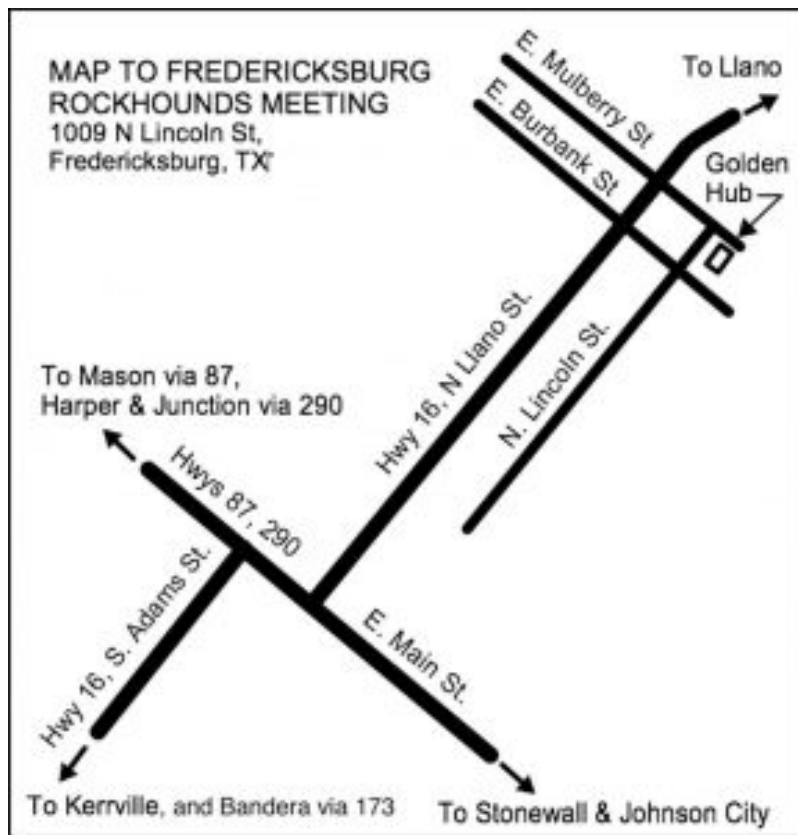 MAP TO FREDERICKSBURG
ROCKHOUNDS MEETING
1009 N Lincoln St,
Fredericksburg, TX
E. Mulberry St
E. Burbank St
To Llano
Golden
Hub
Hwy 16, N Llano St.
N. Lincoln St.
To Mason via 87,
Harper & Junction via 290
Hwys 87, 290
Hwy 16, S. Adams St.
E. Main St.
To Kerrville, and Bandera via 173
To Stonewall & Johnson City